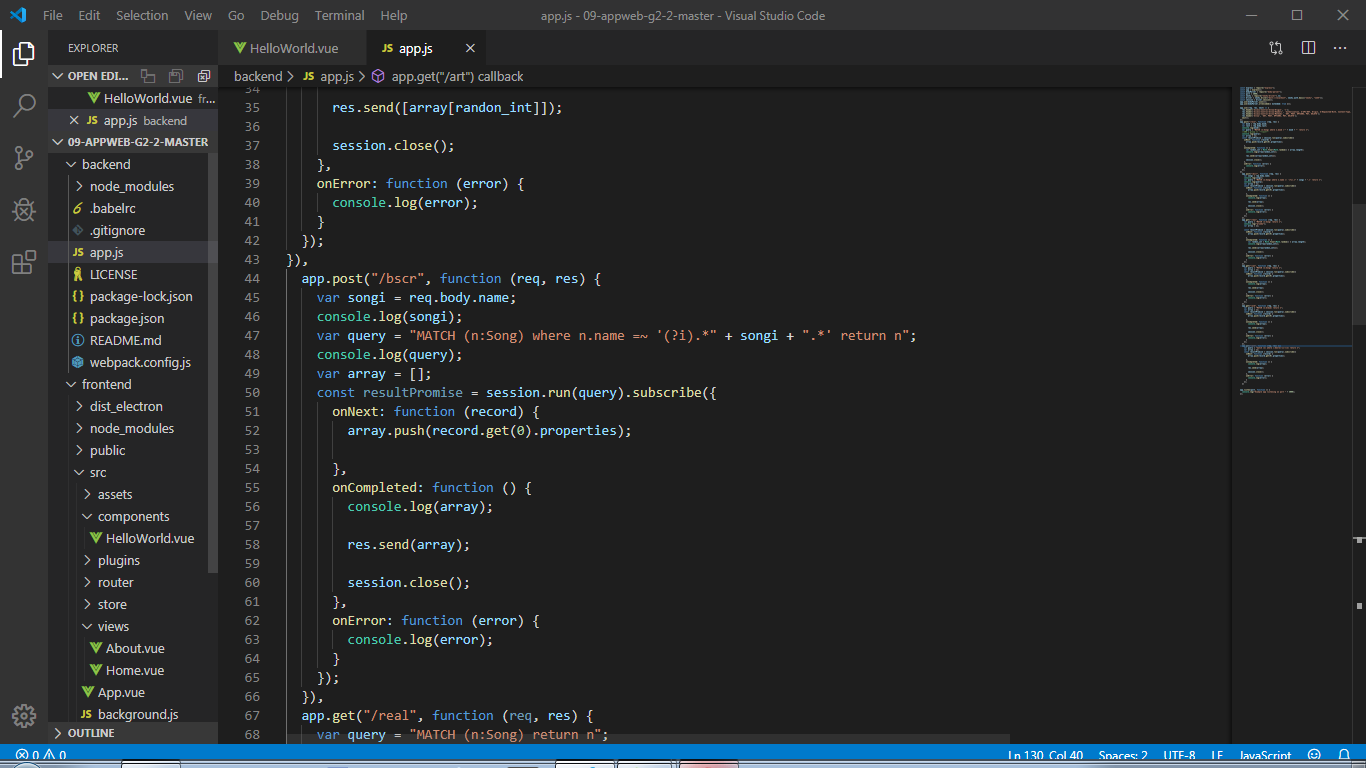 File Edit Selection View Go Debug Terminal Help app.js - 09-appweb-g2-2-master - Visual Studio Code
EXPLORER
OPEN EDI...
HelloWorld.vue fr...
app.js backend
09-APPWEB-G2-2-MASTER
backend
node_modules
.babelrc
.gitignore
JS app.js
LICENSE
{} package-lock.json
{} package.json
README.md
webpack.config.js
frontend
dist_electron
node_modules
public
src
assets
components
HelloWorld.vue
plugins
router
store
views
About.vue
Home.vue
App.vue
JS background.js
OUTLINE
HelloWorld.vue JS app.js
backend > JS app.js > app.get("/art") callback
34
35 res.send([array[randon_int]]);
36
37 session.close();
38 },
39 onError: function (error) {
40 console.log(error);
41 }
42 });
43 }),
44 app.post("/bscr", function (req, res) {
45 var songi = req.body.name;
46 console.log(songi);
47 var query = "MATCH (n:Song) where n.name =~ '(?i).*" + songi + ".*' return n";
48 console.log(query);
49 var array = [];
50 const resultPromise = session.run(query).subscribe({
51 onNext: function (record) {
52 array.push(record.get(0).properties);
53
54 },
55 onCompleted: function () {
56 console.log(array);
57
58 res.send(array);
59
60 session.close();
61 },
62 onError: function (error) {
63 console.log(error);
64 }
65 });
66 }),
67 app.get("/real", function (req, res) {
68 var query = "MATCH (n:Song) return n";
0 0 Ln 130, Col 40 Spaces: 2 UTF-8 LF JavaScript